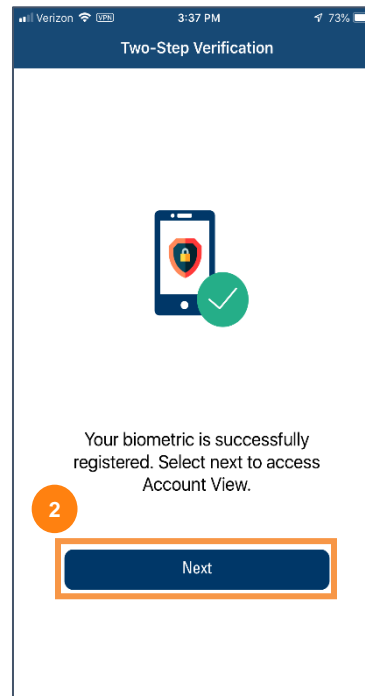 Verizon VPN 3:37 PM 73%
Two-Step Verification
Your biometric is successfully
registered. Select next to access
Account View.
2
Next